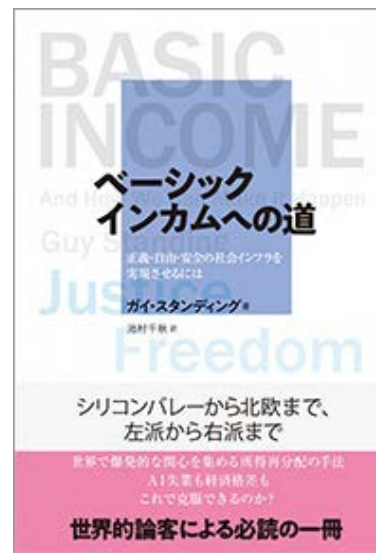 BASIC
INCOME
And How We Can Make It Happen
Guy Standing
Justice
Freedom
ベーシック
インカムへの道
正義・自由・安全の社会インフラを
実現させるには
ガイ・スタンディング 著
池村千秋 訳
シリコンバレーから北欧まで、
左派から右派まで
世界で爆発的な関心を集める所得再分配の手法
AI失業も経済格差も
これで克服できるのか?
世界的論客による必読の一冊